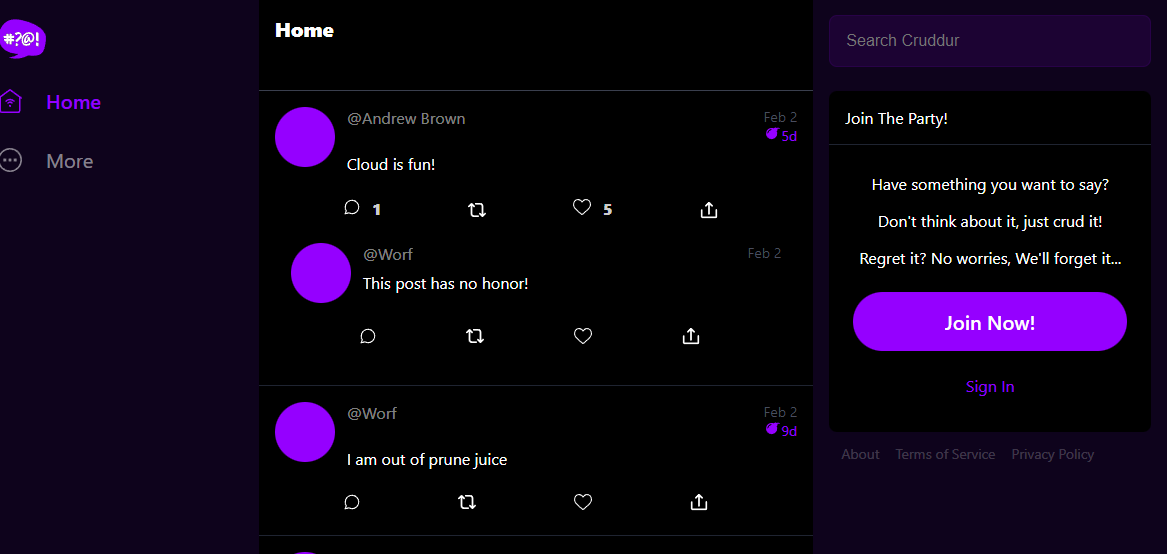 #?@!
Home
More
Home
@Andrew Brown
Feb 2
5d
Cloud is fun!
1
5
@Worf
Feb 2
This post has no honor!
@Worf
Feb 2
9d
I am out of prune juice
Search Cruddur
Join The Party!
Have something you want to say?
Don't think about it, just crud it!
Regret it? No worries, We'll forget it...
Join Now!
Sign In
About Terms of Service Privacy Policy